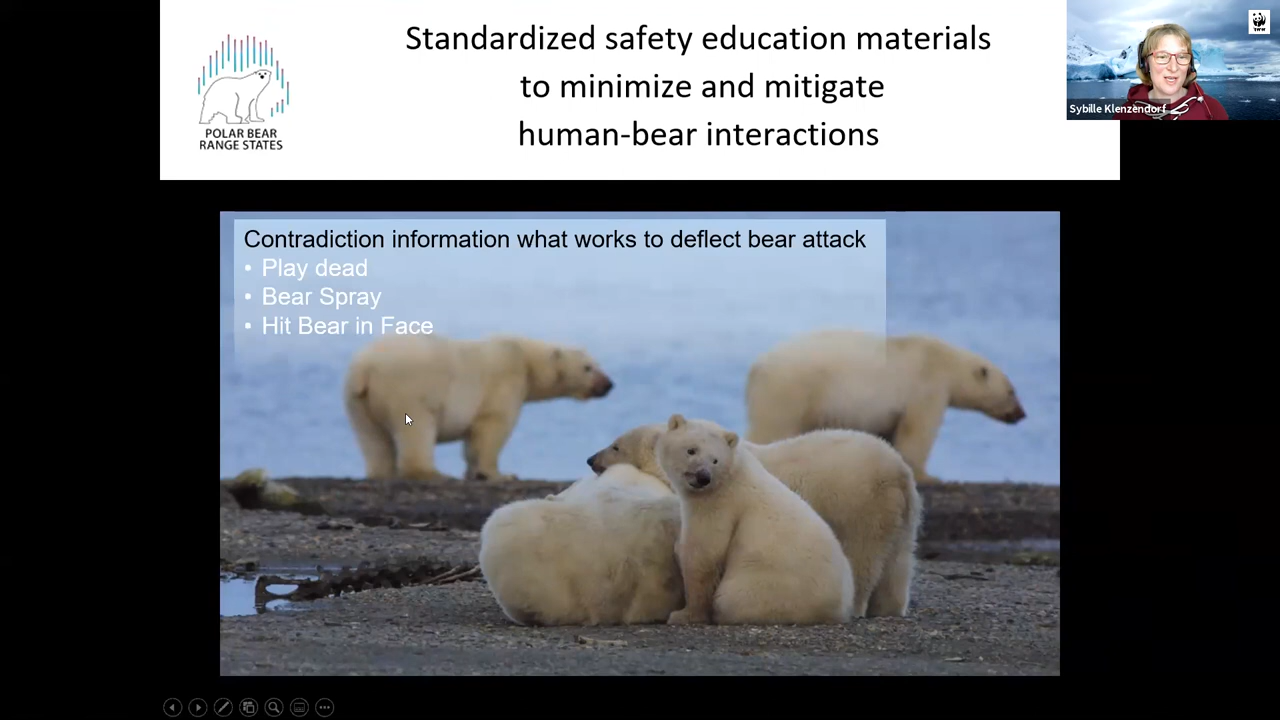 Standardized safety education materials
to minimize and mitigate
human-bear interactions
POLAR BEAR
RANGE STATES
Sybille Klenzendorf
WWF
Contradiction information what works to deflect bear attack
• Play dead
• Bear Spray
• Hit Bear in Face